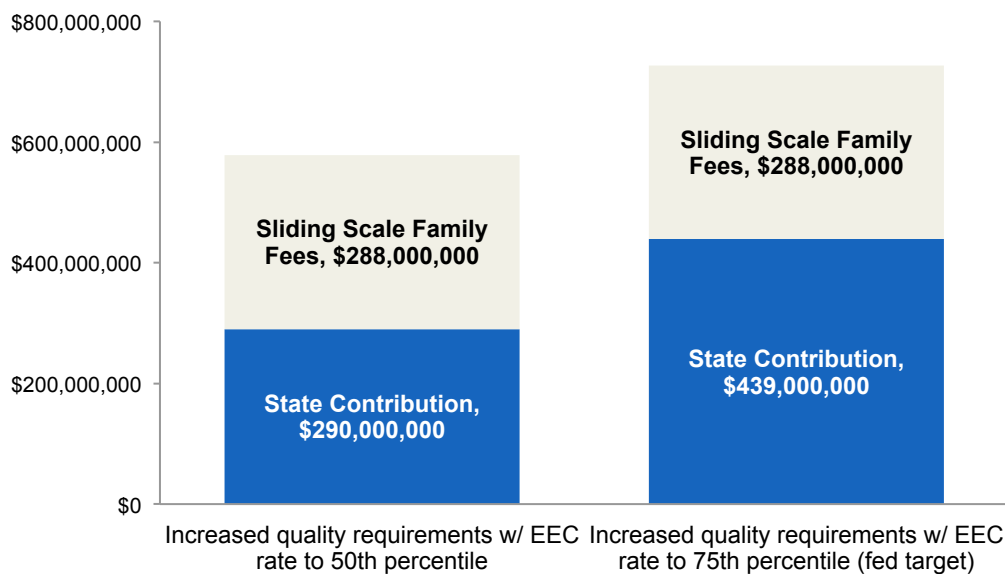 $800,000,000
$600,000,000
$400,000,000
$200,000,000
$0
Sliding Scale Family
Fees, $288,000,000
State Contribution,
$290,000,000
Sliding Scale Family
Fees, $288,000,000
State Contribution,
$439,000,000
Increased quality requirements w/ EEC
rate to 50th percentile
Increased quality requirements w/ EEC
rate to 75th percentile (fed target)